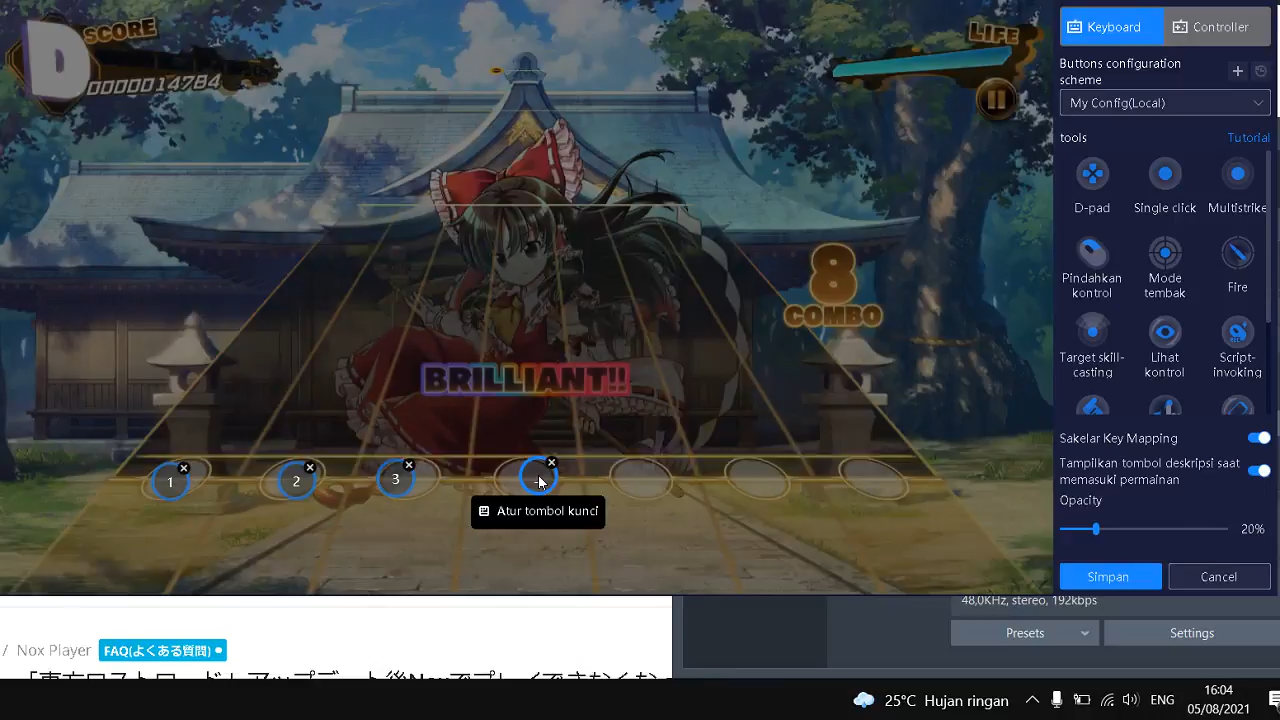 D
SCORE
0000014784
LIFE
8
COMBO
BRILLIANT!!
1
2
3
Atur tombol kunci
Keyboard
Controller
Buttons configuration
scheme
My Config(Local)
tools
Tutorial
D-pad
Single click
Multistrike
Pindahkan
kontrol
Mode
tembak
Fire
Target skill-
casting
Lihat
kontrol
Script-
invoking
Sakelar Key Mapping
Tampilkan tombol deskripsi saat
memasuki permainan
Opacity
20%
Simpan
Cancel
48,0KHz, stereo, 192kbps
Presets
Settings
/ Nox Player
FAQ(よくある質問)
25°C Hujan ringan
ENG
16:04
05/08/2021